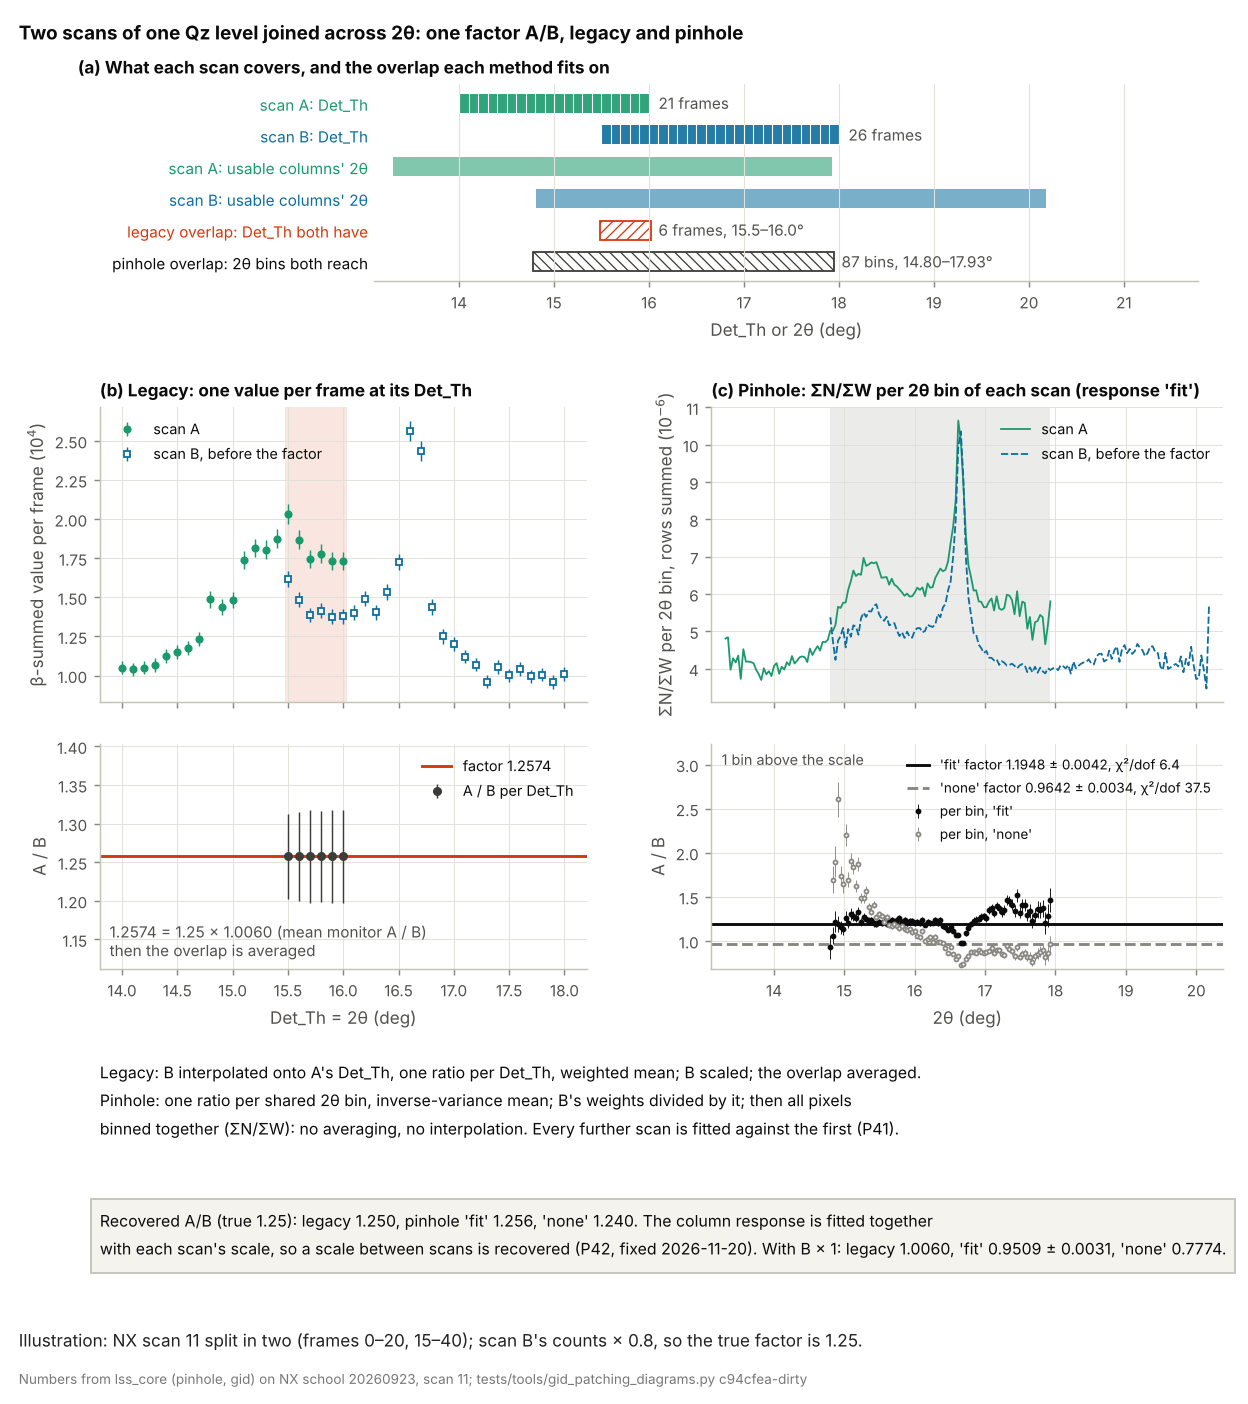 Two scans of one Qz level joined across 2θ: one factor A/B, legacy and pinhole
(a) What each scan covers, and the overlap each method fits on
scan A: Det_Th
21 frames
scan B: Det_Th
26 frames
scan A: usable columns' 2θ
scan B: usable columns' 2θ
legacy overlap: Det_Th both have
6 frames, 15.5–16.0°
pinhole overlap: 2θ bins both reach
87 bins, 14.80–17.93°
14 15 16 17 18 19 20 21
Det_Th or 2θ (deg)
(b) Legacy: one value per frame at its Det_Th
β-summed value per frame (10⁴)
2.50
2.25
2.00
1.75
1.50
1.25
1.00
scan A
scan B, before the factor
(c) Pinhole: ΣN/ΣW per 2θ bin of each scan (response 'fit')
ΣN/ΣW per 2θ bin, rows summed (10⁻⁶)
11
10
9
8
7
6
5
4
scan A
scan B, before the factor
A / B
1.40
1.35
1.30
1.25
1.20
1.15
factor 1.2574
A / B per Det_Th
1.2574 = 1.25 × 1.0060 (mean monitor A / B)
then the overlap is averaged
14.0 14.5 15.0 15.5 16.0 16.5 17.0 17.5 18.0
Det_Th = 2θ (deg)
A / B
3.0
2.5
2.0
1.5
1.0
1 bin above the scale
'fit' factor 1.1948 ± 0.0042, χ²/dof 6.4
'none' factor 0.9642 ± 0.0034, χ²/dof 37.5
per bin, 'fit'
per bin, 'none'
14 15 16 17 18 19 20
2θ (deg)
Legacy: B interpolated onto A's Det_Th, one ratio per Det_Th, weighted mean; B scaled; the overlap averaged.
Pinhole: one ratio per shared 2θ bin, inverse-variance mean; B's weights divided by it; then all pixels
binned together (ΣN/ΣW): no averaging, no interpolation. Every further scan is fitted against the first (P41).
Recovered A/B (true 1.25): legacy 1.250, pinhole 'fit' 1.256, 'none' 1.240. The column response is fitted together
with each scan's scale, so a scale between scans is recovered (P42, fixed 2026-11-20). With B × 1: legacy 1.0060, 'fit' 0.9509 ± 0.0031, 'none' 0.7774.
Illustration: NX scan 11 split in two (frames 0–20, 15–40); scan B's counts × 0.8, so the true factor is 1.25.
Numbers from lss_core (pinhole, gid) on NX school 20260923, scan 11; tests/tools/gid_patching_diagrams.py c94cfea-dirty